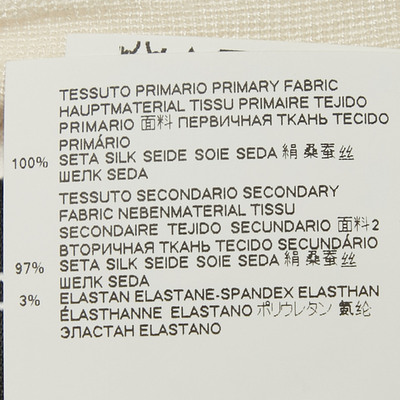 TESSUTO PRIMARIO PRIMARY FABRIC
HAUPTMATERIAL TISSU PRIMAIRE TEJIDO
PRIMARIO 面料 ПЕРВИЧНАЯ ТКАНЬ TECIDO
PRIMÁRIO
100% SETA SILK SEIDE SOIE SEDA 絹 桑蚕丝
ШЕЛК SEDA
TESSUTO SECONDARIO SECONDARY
FABRIC NEBENMATERIAL TISSU
SECONDAIRE TEJIDO SECUNDARIO 面料2
ВТОРИЧНАЯ ТКАНЬ TECIDO SECUNDÁRIO
97% SETA SILK SEIDE SOIE SEDA 絹 桑蚕丝
ШЕЛК SEDA
3% ELASTAN ELASTANE-SPANDEX ELASTHAN
ÉLASTHANNE ELASTANO ポリウレタン 氨纶
ЭЛАСТАН ELASTANO